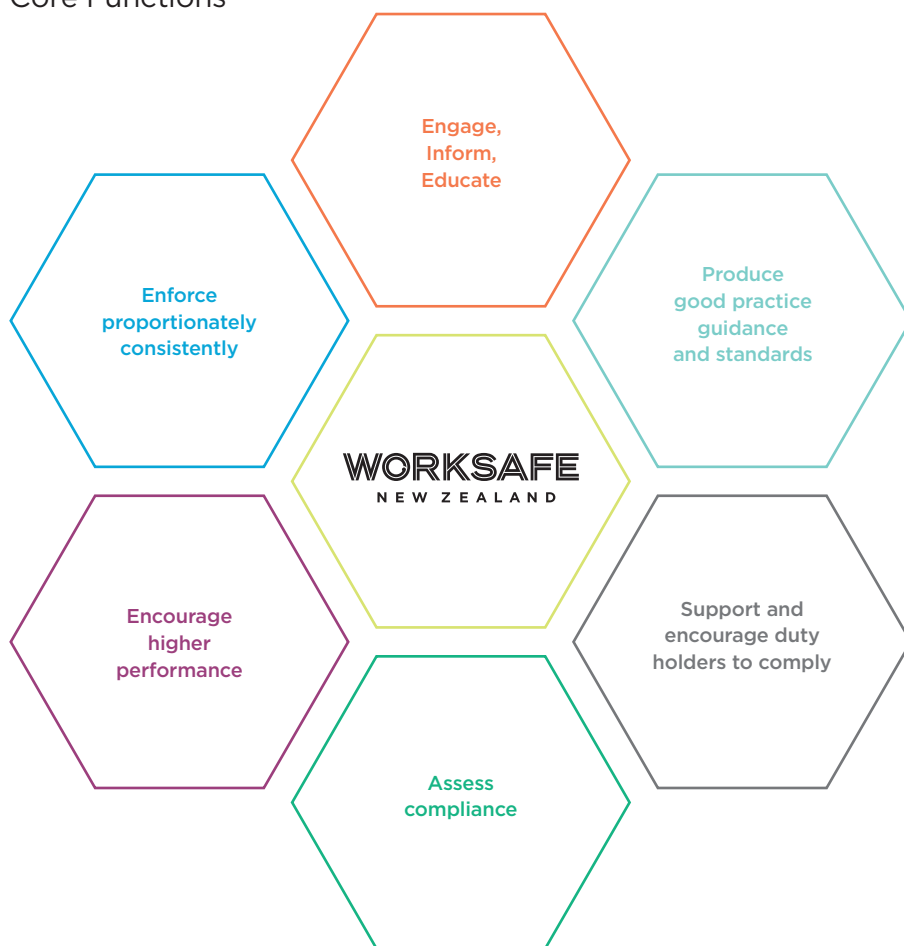 Core Functions
Engage,
Inform,
Educate
Produce
good practice
guidance
and standards
Enforce
proportionately
consistently
WORKSAFE
NEW ZEALAND
Support and
encourage duty
holders to comply
Encourage
higher
performance
Assess
compliance